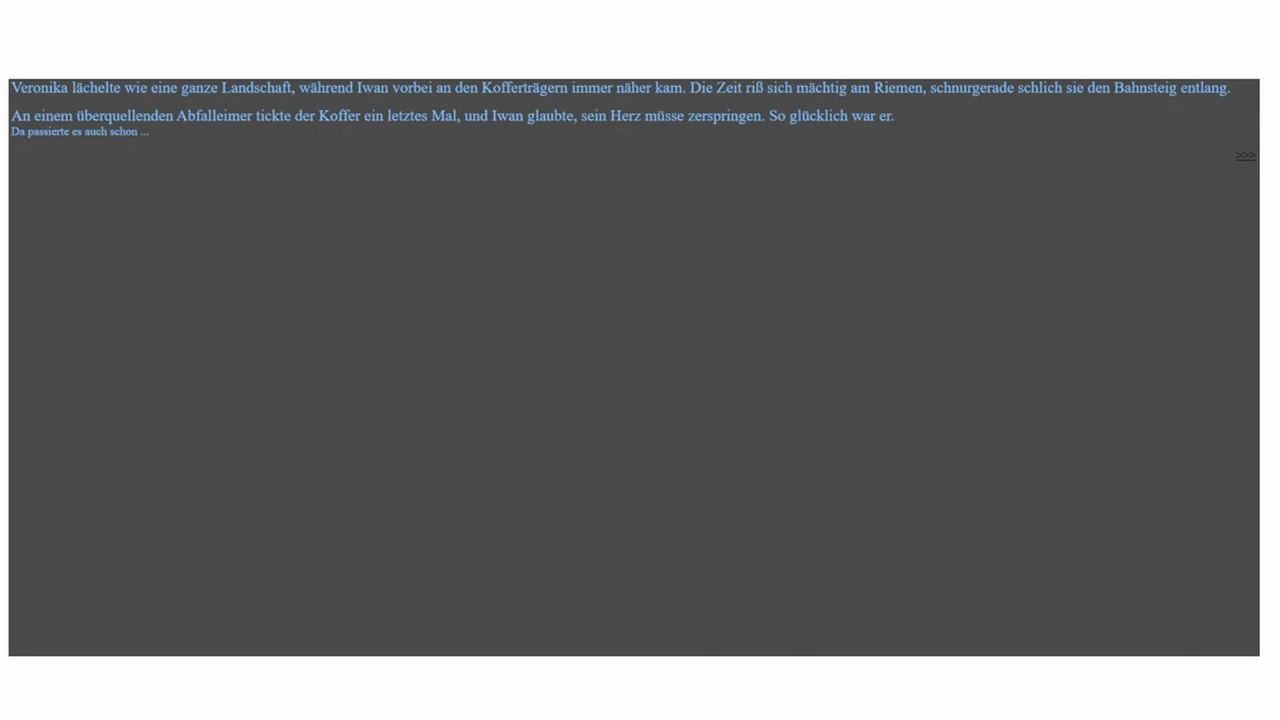 Veronika lächelte wie eine ganze Landschaft, während Iwan vorbei an den Kofferträgern immer näher kam. Die Zeit riß sich mächtig am Riemen, schnurgerade schlich sie den Bahnsteig entlang.
An einem überquellenden Abfalleimer tickte der Koffer ein letztes Mal, und Iwan glaubte, sein Herz müsse zerspringen. So glücklich war er.
Da passierte es auch schon ...
>>>